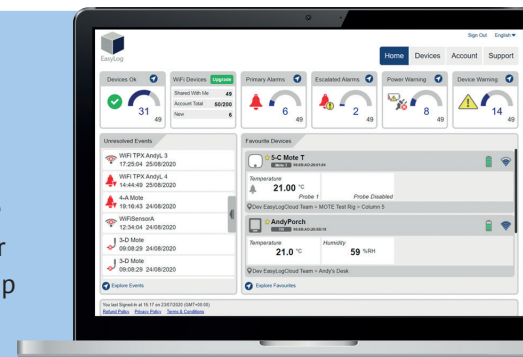 Sign Out English
EasyLog
Home Devices Account Support
Devices Ok
31
49
WiFi Devices Upgrade
Shared With Me 49
Account Total 50/200
New 6
Primary Alarms
6
49
Escalated Alarms
2
49
Power Warning
8
49
Device Warning
14
49
Unresolved Events
WiFi TPX AndyL 3
17:25:04 25/08/2020
WiFi TPX AndyL 4
14:44:49 25/08/2020
4-A Mote
19:16:43 24/08/2020
WiFiSensorA
12:34:04 24/08/2020
3-D Mote
09:08:29 24/08/2020
3-D Mote
09:08:29 24/08/2020
Explore Events
Favourite Devices
5-C Mote T
Temperature
21.00 °C
Probe 1 Probe Disabled
Dev EasyLogCloud Team > MOTE Test Rig > Column 5
AndyPorch
Temperature Humidity
21.0 °C 59 %RH
Dev EasyLogCloud Team > Andy's Desk
Explore Favourites
You last Signed-In at 15:17 on 23/07/2020 (GMT+00:00)
Refund Policy Privacy Policy Terms & Conditions
r
p